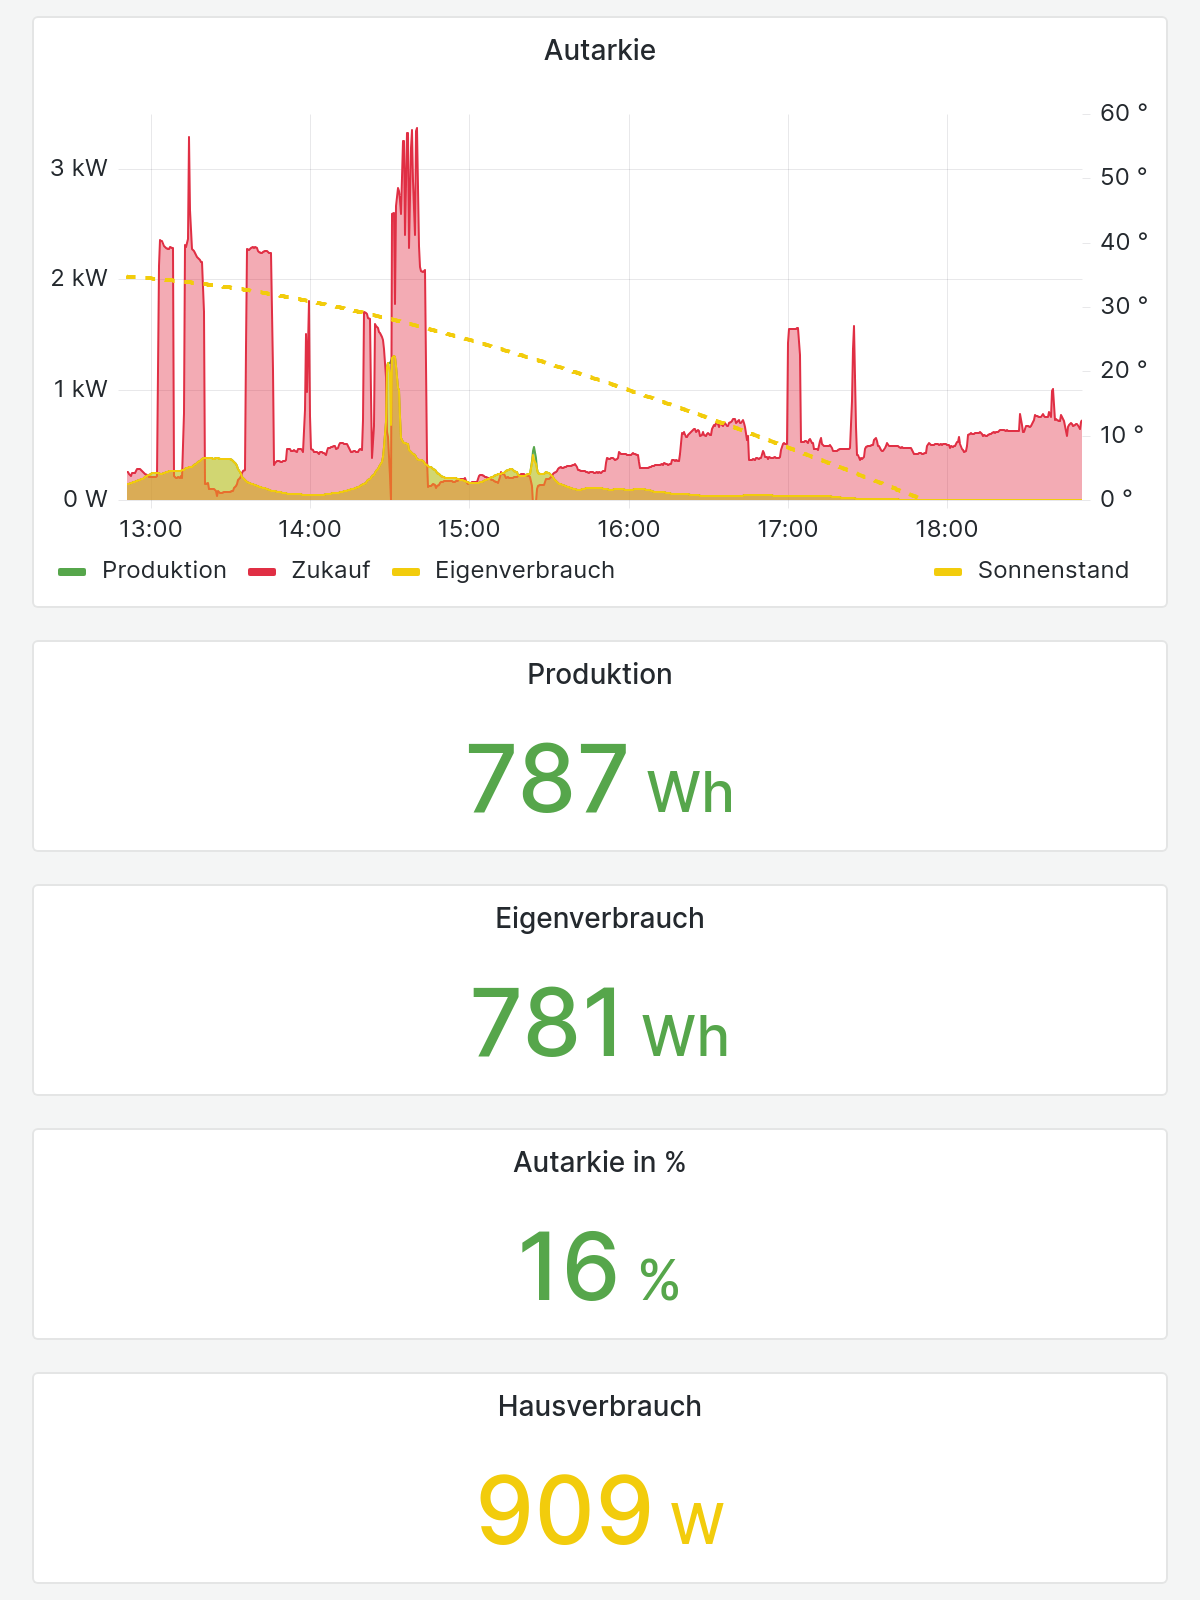 Autarkie
60 °
3 kW
50 °
40 °
2 kW
30 °
20 °
1 kW
10 °
0 W
0 °
13:00 14:00 15:00 16:00 17:00 18:00
Produktion Zukauf Eigenverbrauch Sonnenstand
Produktion
787 Wh
Eigenverbrauch
781 Wh
Autarkie in %
16 %
Hausverbrauch
909 W